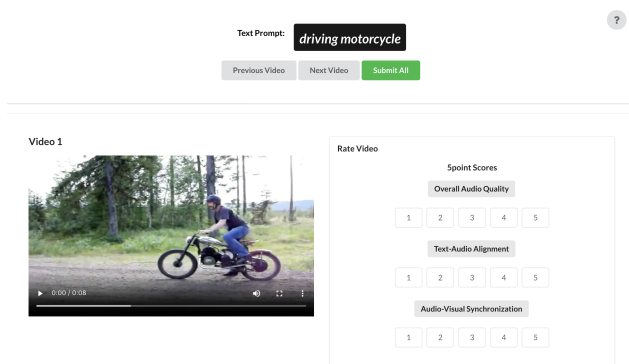 ?
Text Prompt: driving motorcycle
Previous Video Next Video Submit All
Video 1
0:00 / 0:08
Rate Video
5point Scores
Overall Audio Quality
1 2 3 4 5
Text-Audio Alignment
1 2 3 4 5
Audio-Visual Synchronization
1 2 3 4 5